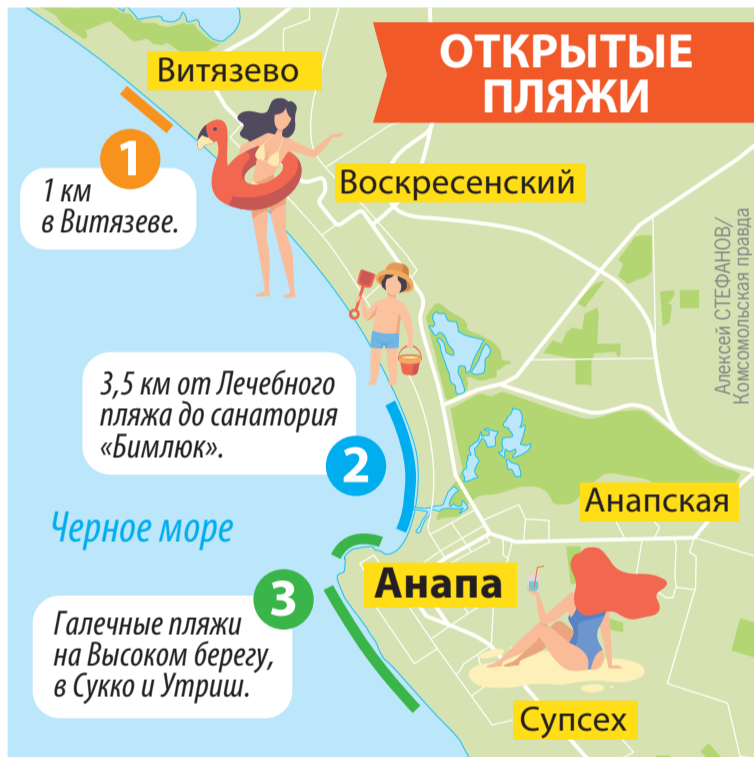 ОТКРЫТЫЕ
ПЛЯЖИ
Витязево
1
1 км
в Витязеве.
Воскресенский
Алексей СТЕФАНОВ/
Комсомольская правда
3,5 км от Лечебного
пляжа до санатория
«Бимлюк».
2
Анапская
Черное море
Анапа
3
Галечные пляжи
на Высоком берегу,
в Сукко и Утриш.
Супсех